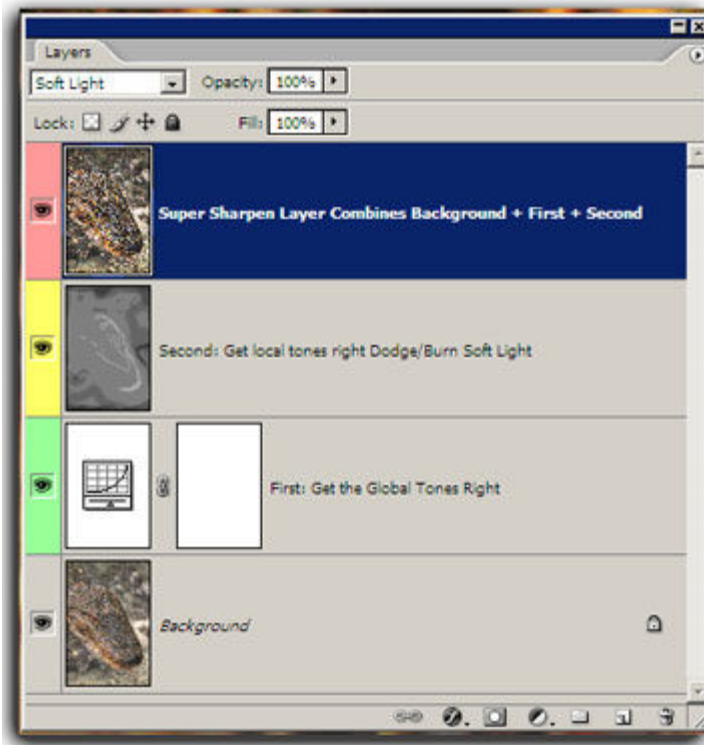 Layers
Soft Light Opacity: 100%
Lock: Fill: 100%
Super Sharpen Layer Combines Background + First + Second
Second: Get local tones right Dodge/Burn Soft Light
First: Get the Global Tones Right
Background